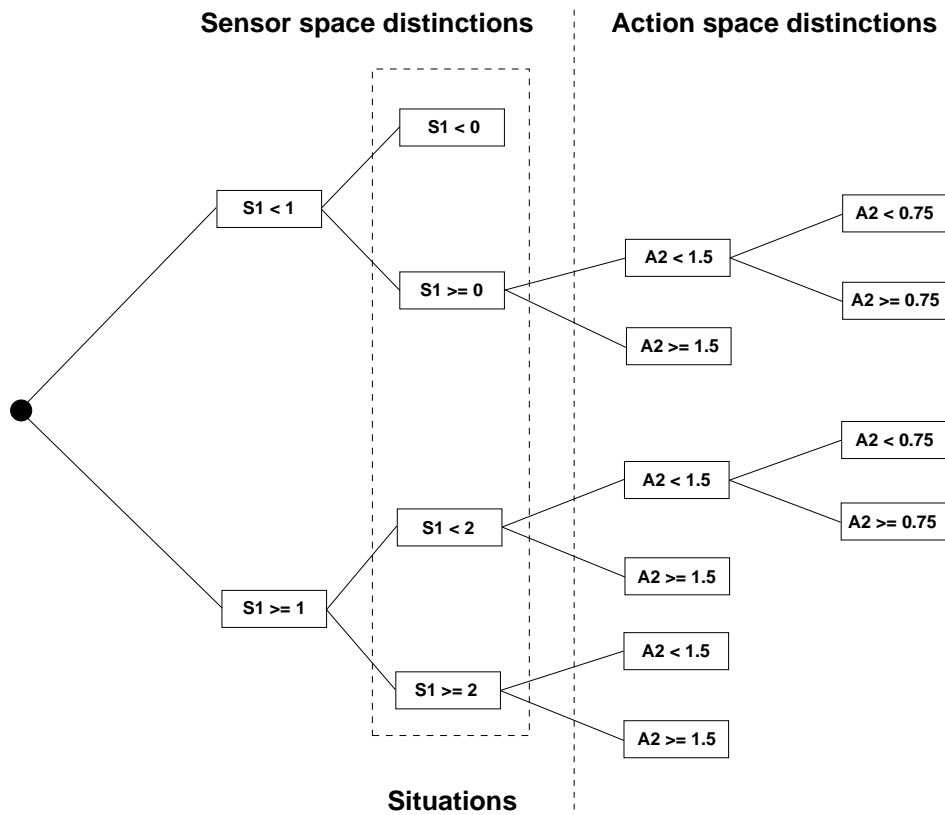 Sensor space distinctions
Action space distinctions
S1 < 0
S1 < 1
A2 < 0.75
A2 < 1.5
S1 >= 0
A2 >= 0.75
A2 >= 1.5
A2 < 0.75
A2 < 1.5
S1 < 2
A2 >= 0.75
A2 >= 1.5
S1 >= 1
A2 < 1.5
S1 >= 2
A2 >= 1.5
Situations